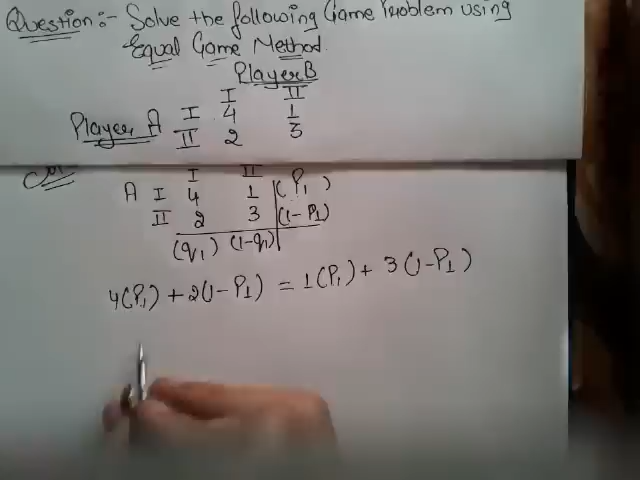 Question:- Solve the following Game Problem using
Equal Game Method
Player B
I II
Player A I 4 1
II 2 3
Sol
I II
A I 4 1 (P1)
II 2 3 (1-P1)
(q1) (1-q1)
4(P1) + 2(1-P1) = 1(P1) + 3(1-P1)